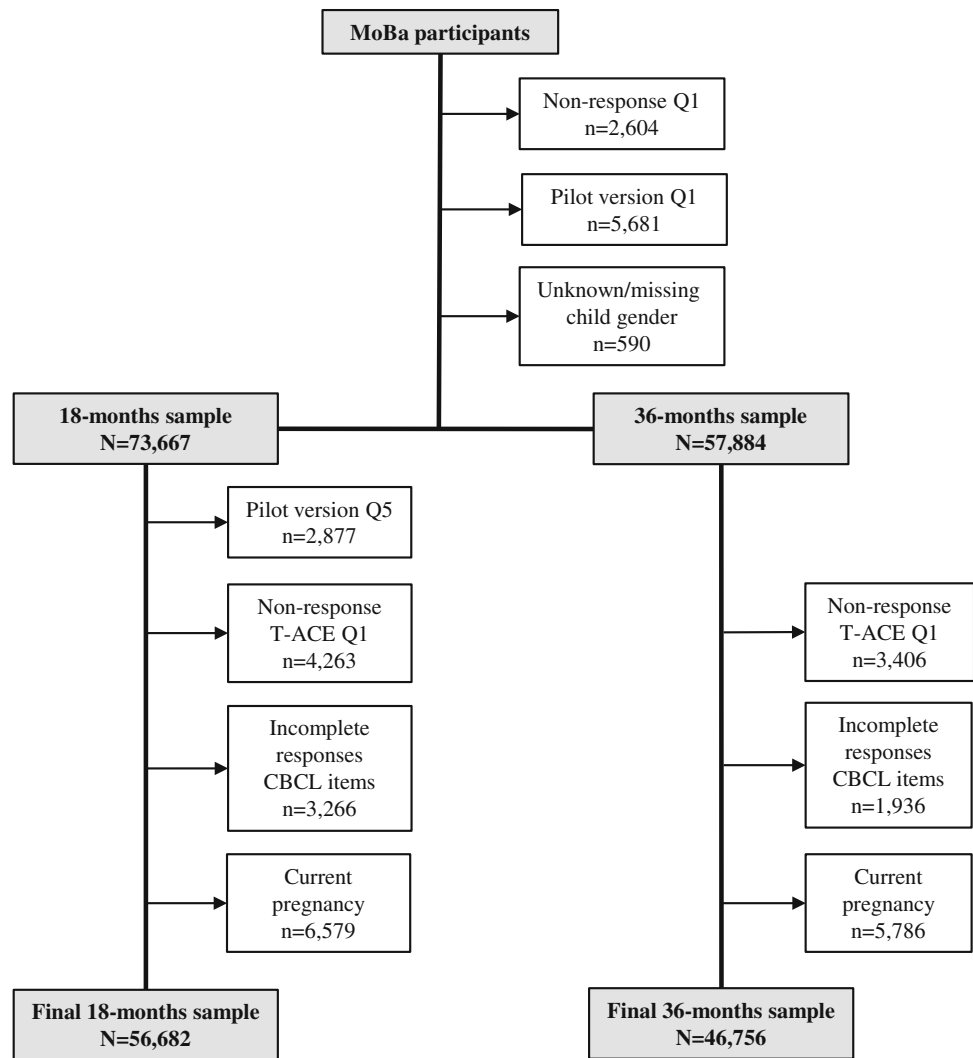 MoBa participants
Non-response Q1
n=2,604
Pilot version Q1
n=5,681
Unknown/missing
child gender
n=590
18-months sample
N=73,667
36-months sample
N=57,884
Pilot version Q5
n=2,877
Non-response
T-ACE Q1
n=4,263
Incomplete
responses
CBCL items
n=3,266
Current
pregnancy
n=6,579
Non-response
T-ACE Q1
n=3,406
Incomplete
responses
CBCL items
n=1,936
Current
pregnancy
n=5,786
Final 18-months sample
N=56,682
Final 36-months sample
N=46,756